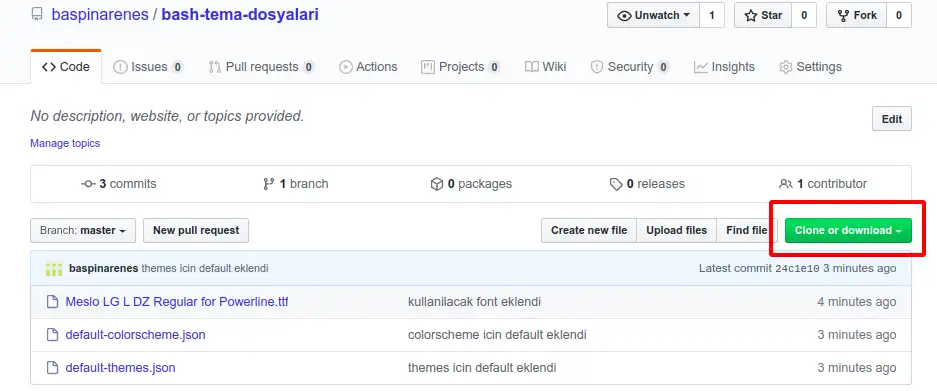 baspinarenes / bash-tema-dosyalari Unwatch 1 Star 0 Fork 0
Code Issues 0 Pull requests 0 Actions Projects 0 Wiki Security 0 Insights Settings
No description, website, or topics provided. Edit
Manage topics
3 commits 1 branch 0 packages 0 releases 1 contributor
Branch: master New pull request Create new file Upload files Find file Clone or download
baspinarenes themes icin default eklendi Latest commit 24c1e10 3 minutes ago
Meslo LG L DZ Regular for Powerline.ttf kullanilacak font eklendi 4 minutes ago
default-colorscheme.json colorscheme icin default eklendi 3 minutes ago
default-themes.json themes icin default eklendi 3 minutes ago